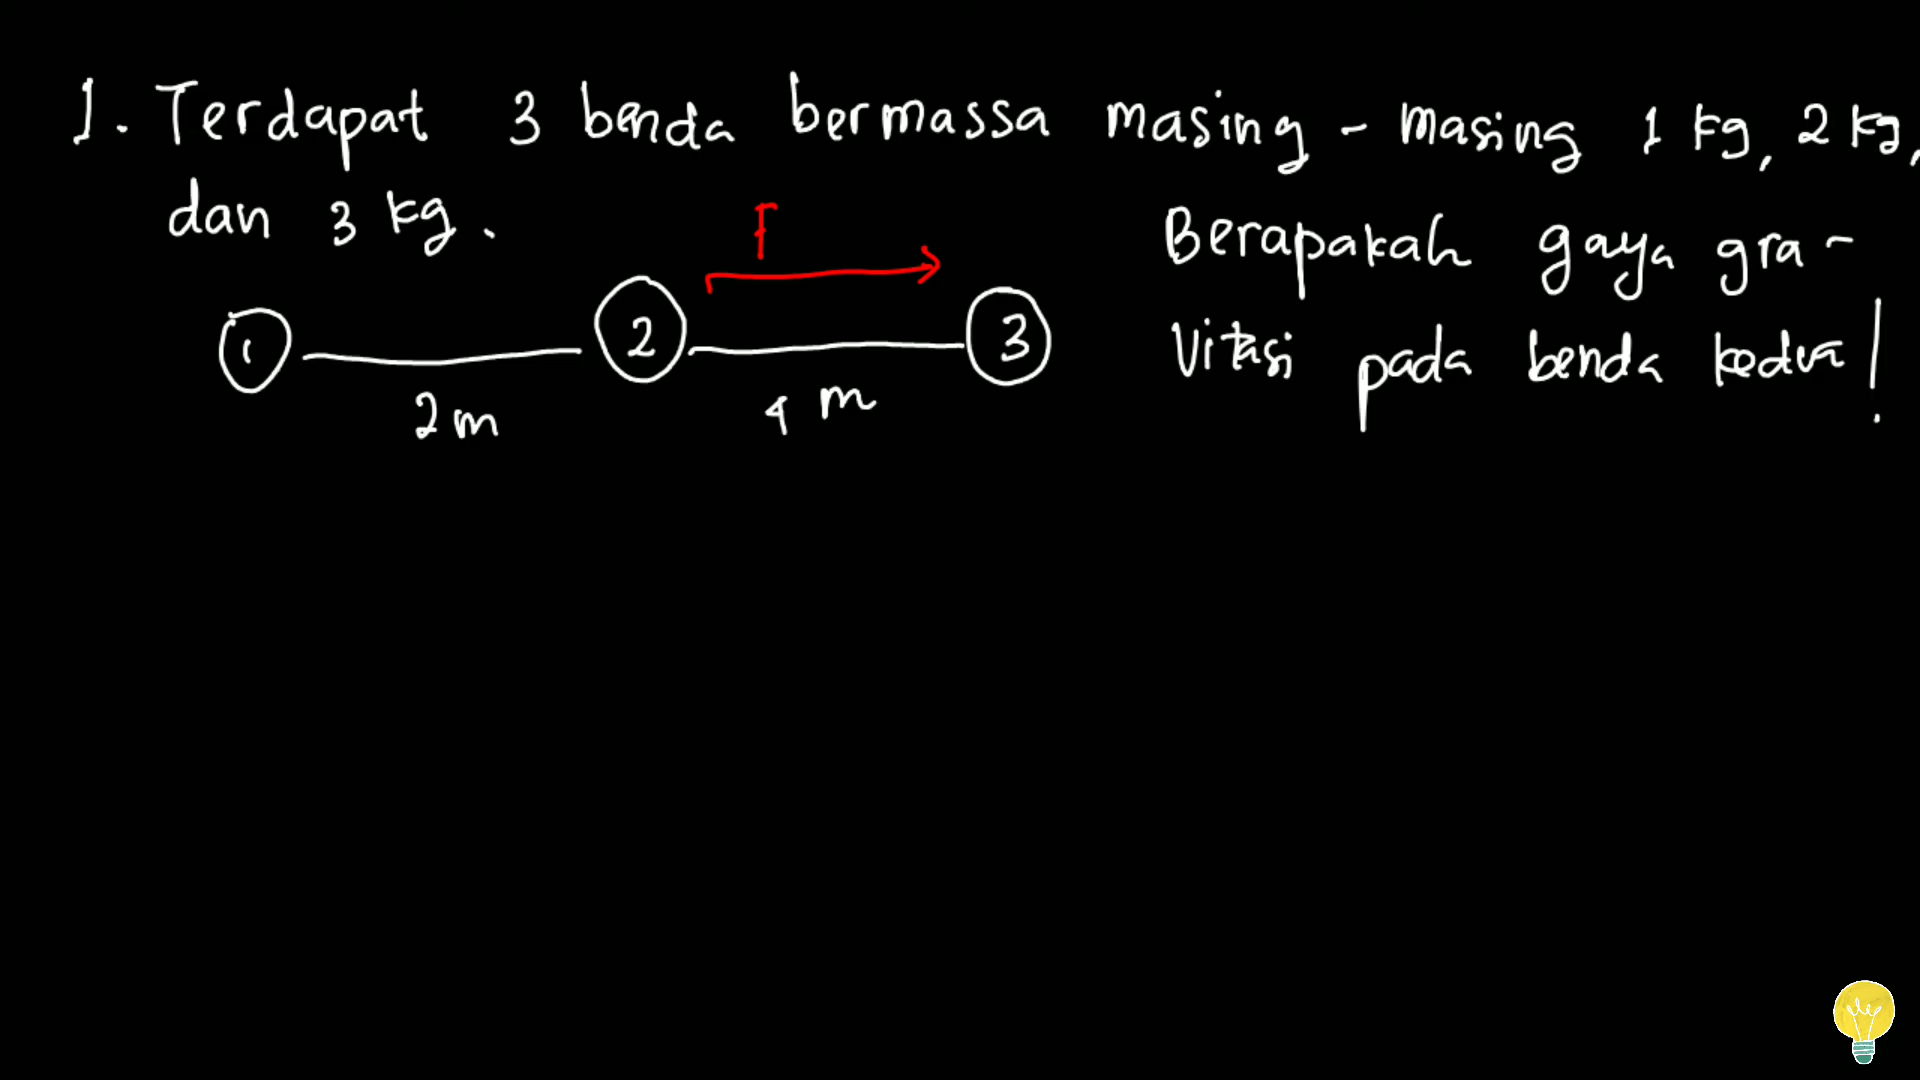 1. Terdapat 3 benda bermassa masing - masing 1 kg, 2 kg,
dan 3 kg.
F
Berapakah gaya gra -
vitasi pada benda kedua!
1
2
3
2 m
4 m